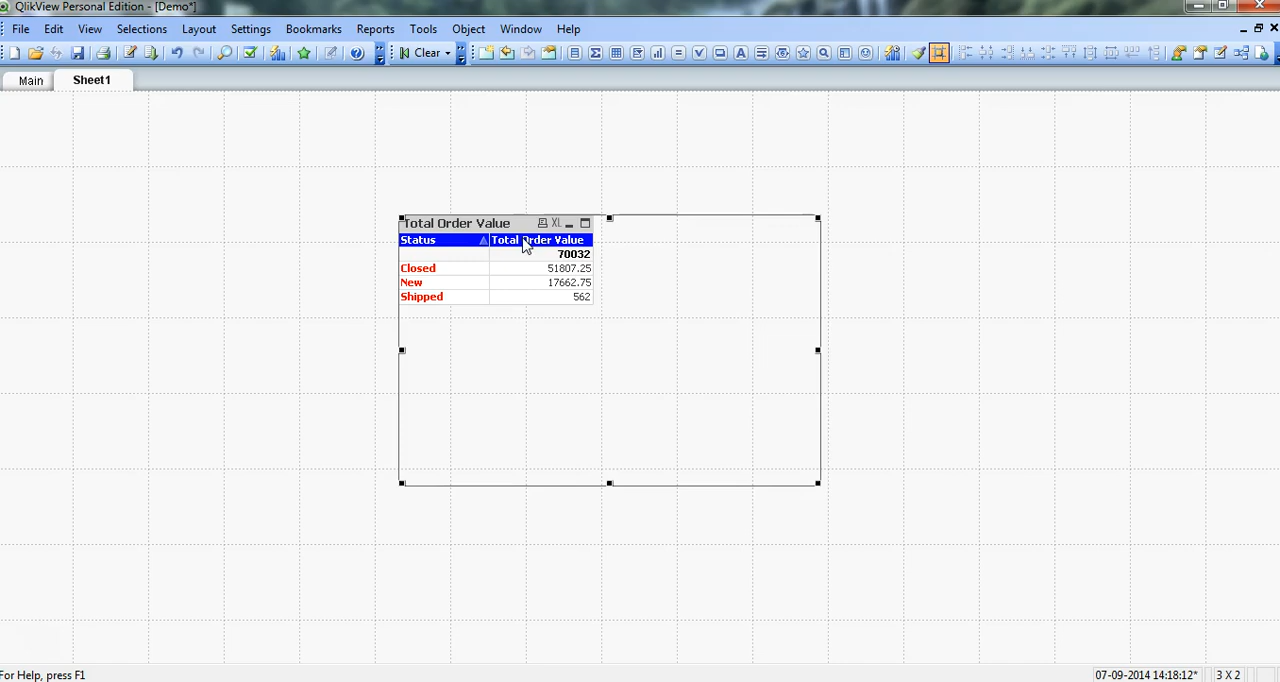 QlikView Personal Edition - [Demo*]
File Edit View Selections Layout Settings Bookmarks Reports Tools Object Window Help
Clear
Main Sheet1
Total Order Value XL
Status Total Order Value
70032
Closed 51807.25
New 17662.75
Shipped 562
For Help, press F1 07-09-2014 14:18:12* 3 X 2